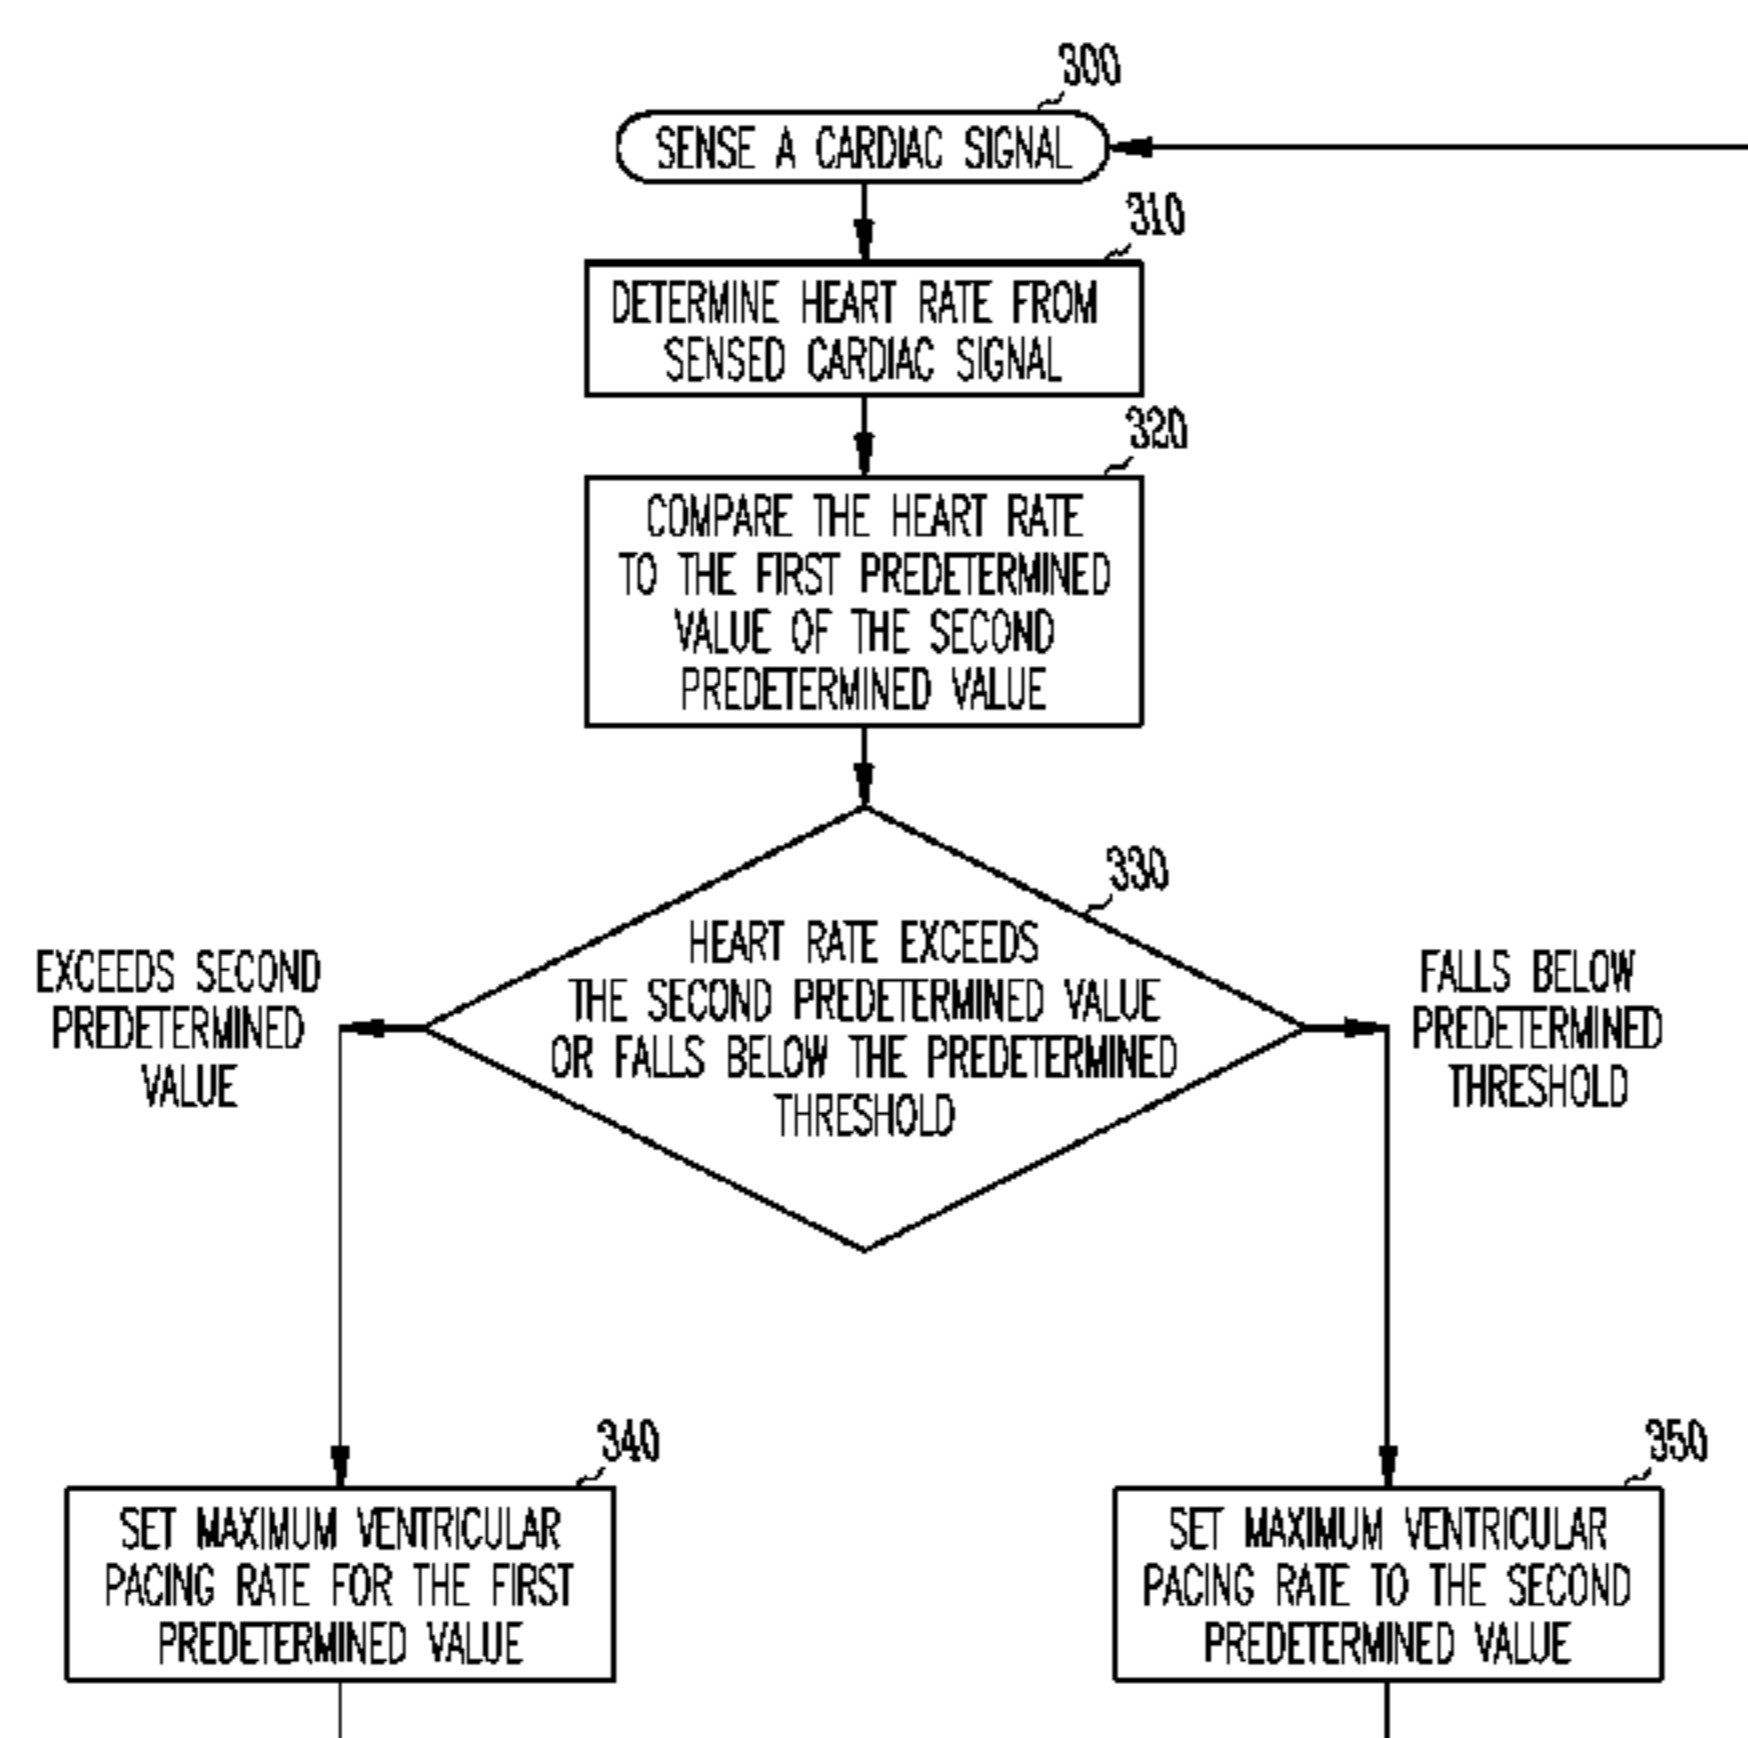 300
SENSE A CARDIAC SIGNAL
310
DETERMINE HEART RATE FROM
SENSED CARDIAC SIGNAL
320
COMPARE THE HEART RATE
TO THE FIRST PREDETERMINED
VALUE OF THE SECOND
PREDETERMINED VALUE
330
HEART RATE EXCEEDS
THE SECOND PREDETERMINED VALUE
OR FALLS BELOW THE PREDETERMINED
THRESHOLD
EXCEEDS SECOND
PREDETERMINED
VALUE
FALLS BELOW
PREDETERMINED
THRESHOLD
340
SET MAXIMUM VENTRICULAR
PACING RATE FOR THE FIRST
PREDETERMINED VALUE
350
SET MAXIMUM VENTRICULAR
PACING RATE TO THE SECOND
PREDETERMINED VALUE